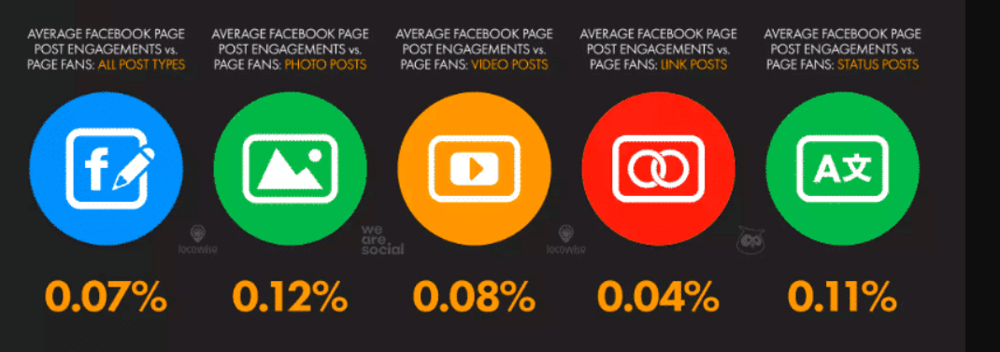 AVERAGE FACEBOOK PAGE
POST ENGAGEMENTS vs.
PAGE FANS: ALL POST TYPES
AVERAGE FACEBOOK PAGE
POST ENGAGEMENTS vs.
PAGE FANS: PHOTO POSTS
AVERAGE FACEBOOK PAGE
POST ENGAGEMENTS vs.
PAGE FANS: VIDEO POSTS
AVERAGE FACEBOOK PAGE
POST ENGAGEMENTS vs.
PAGE FANS: LINK POSTS
AVERAGE FACEBOOK PAGE
POST ENGAGEMENTS vs.
PAGE FANS: STATUS POSTS
f
A文
locowise
we
are
social
locowise
0.07%
0.12%
0.08%
0.04%
0.11%